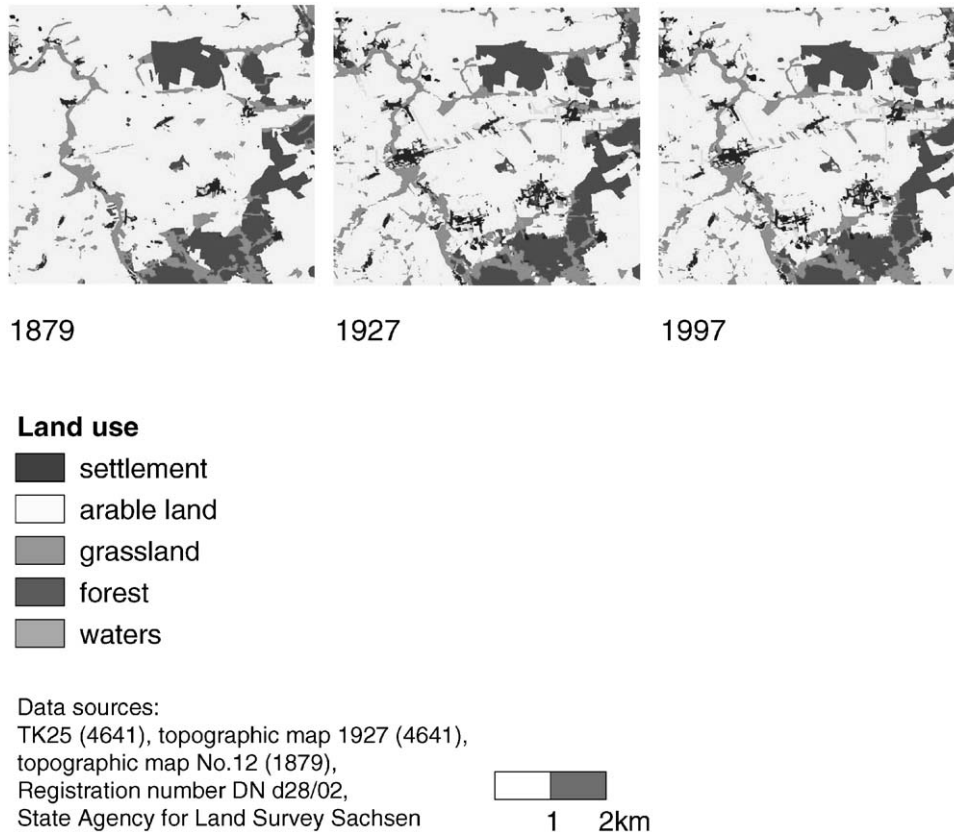 1879
1927
1997
Land use
settlement
arable land
grassland
forest
waters
Data sources:
TK25 (4641), topographic map 1927 (4641),
topographic map No.12 (1879),
Registration number DN d28/02,
State Agency for Land Survey Sachsen
1 2km